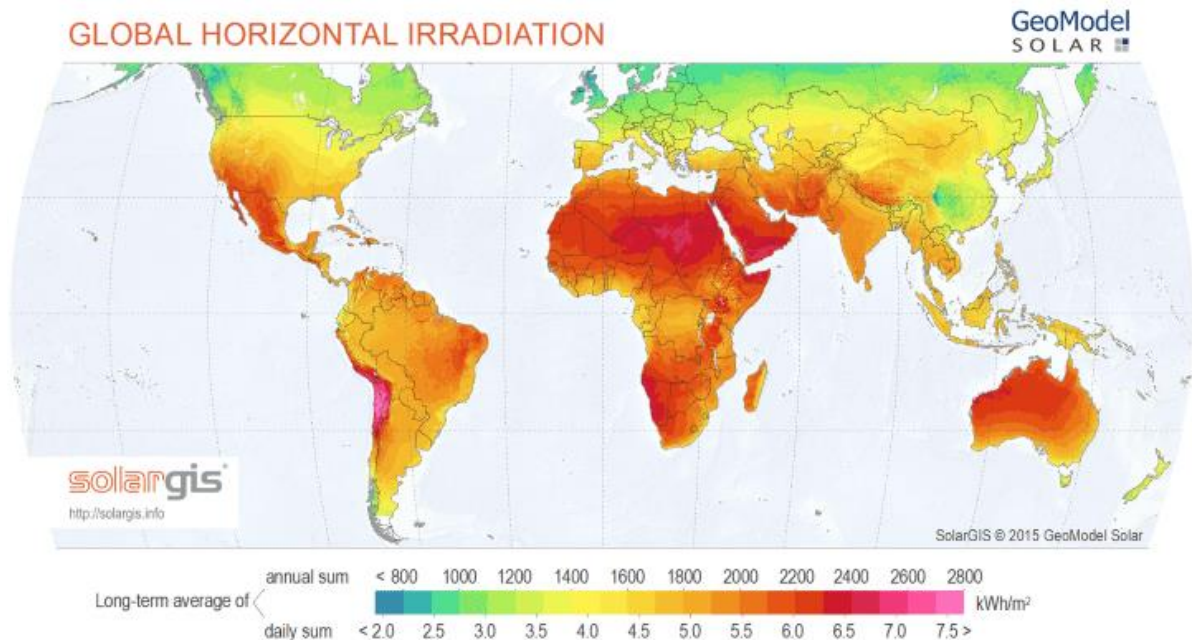 GLOBAL HORIZONTAL IRRADIATION
GeoModel
SOLAR
solargis
http://solargis.info
SolarGIS © 2015 GeoModel Solar
Long-term average of
annual sum < 800 1000 1200 1400 1600 1800 2000 2200 2400 2600 2800 kWh/m²
daily sum < 2.0 2.5 3.0 3.5 4.0 4.5 5.0 5.5 6.0 6.5 7.0 7.5 >